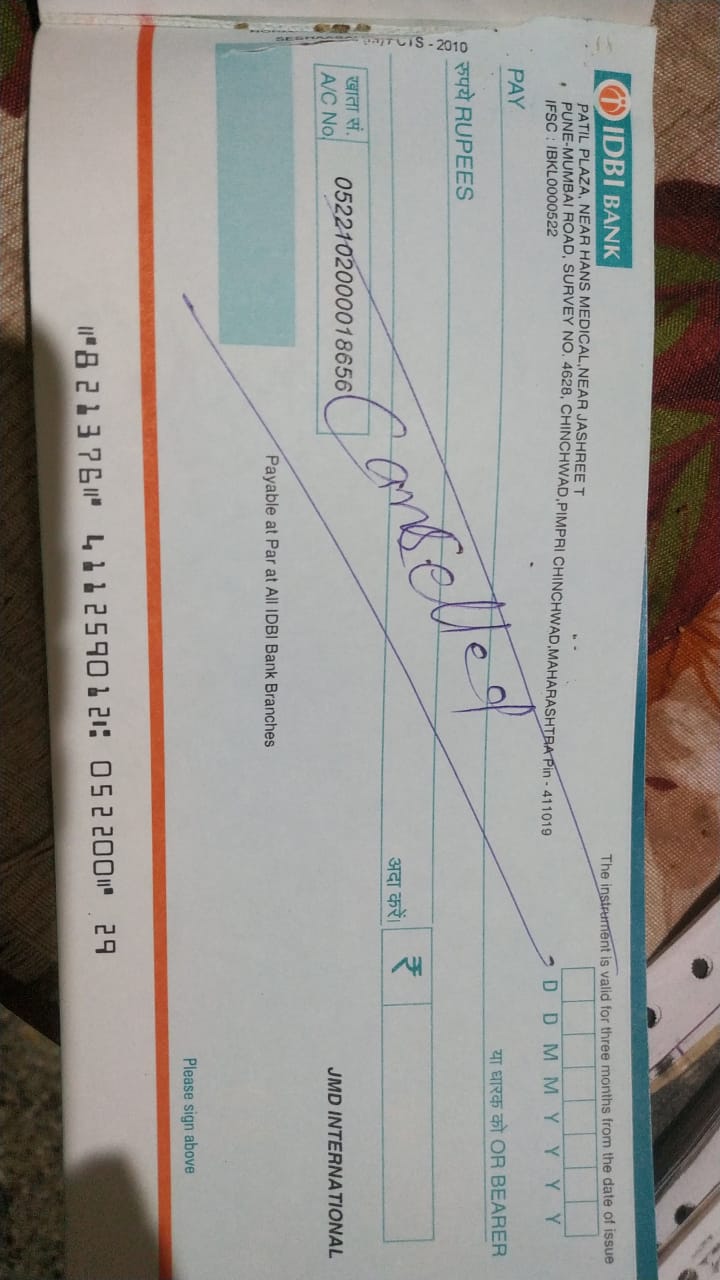 IDBI BANK
PATIL PLAZA, NEAR HANS MEDICAL,NEAR JASHREE T
PUNE-MUMBAI ROAD, SURVEY NO. 4628, CHINCHWAD,PIMPRI CHINCHWAD,MAHARASHTRA Pin - 411019
IFSC : IBKL0000522
The instrument is valid for three months from the date of issue
D D M M Y Y Y Y
PAY
या धारक को OR BEARER
रुपये RUPEES
अदा करें।
₹
खाता सं.
A/C No.
052210200018656
Canselled
JMD INTERNATIONAL
Payable at Par at All IDBI Bank Branches
Please sign above
CTS - 2010
⑈821376⑈ 411259012⑆ 052200⑈ 29